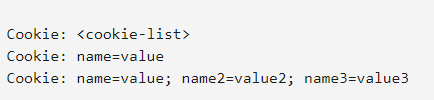 Cookie: <cookie-list>
Cookie: name=value
Cookie: name=value; name2=value2; name3=value3